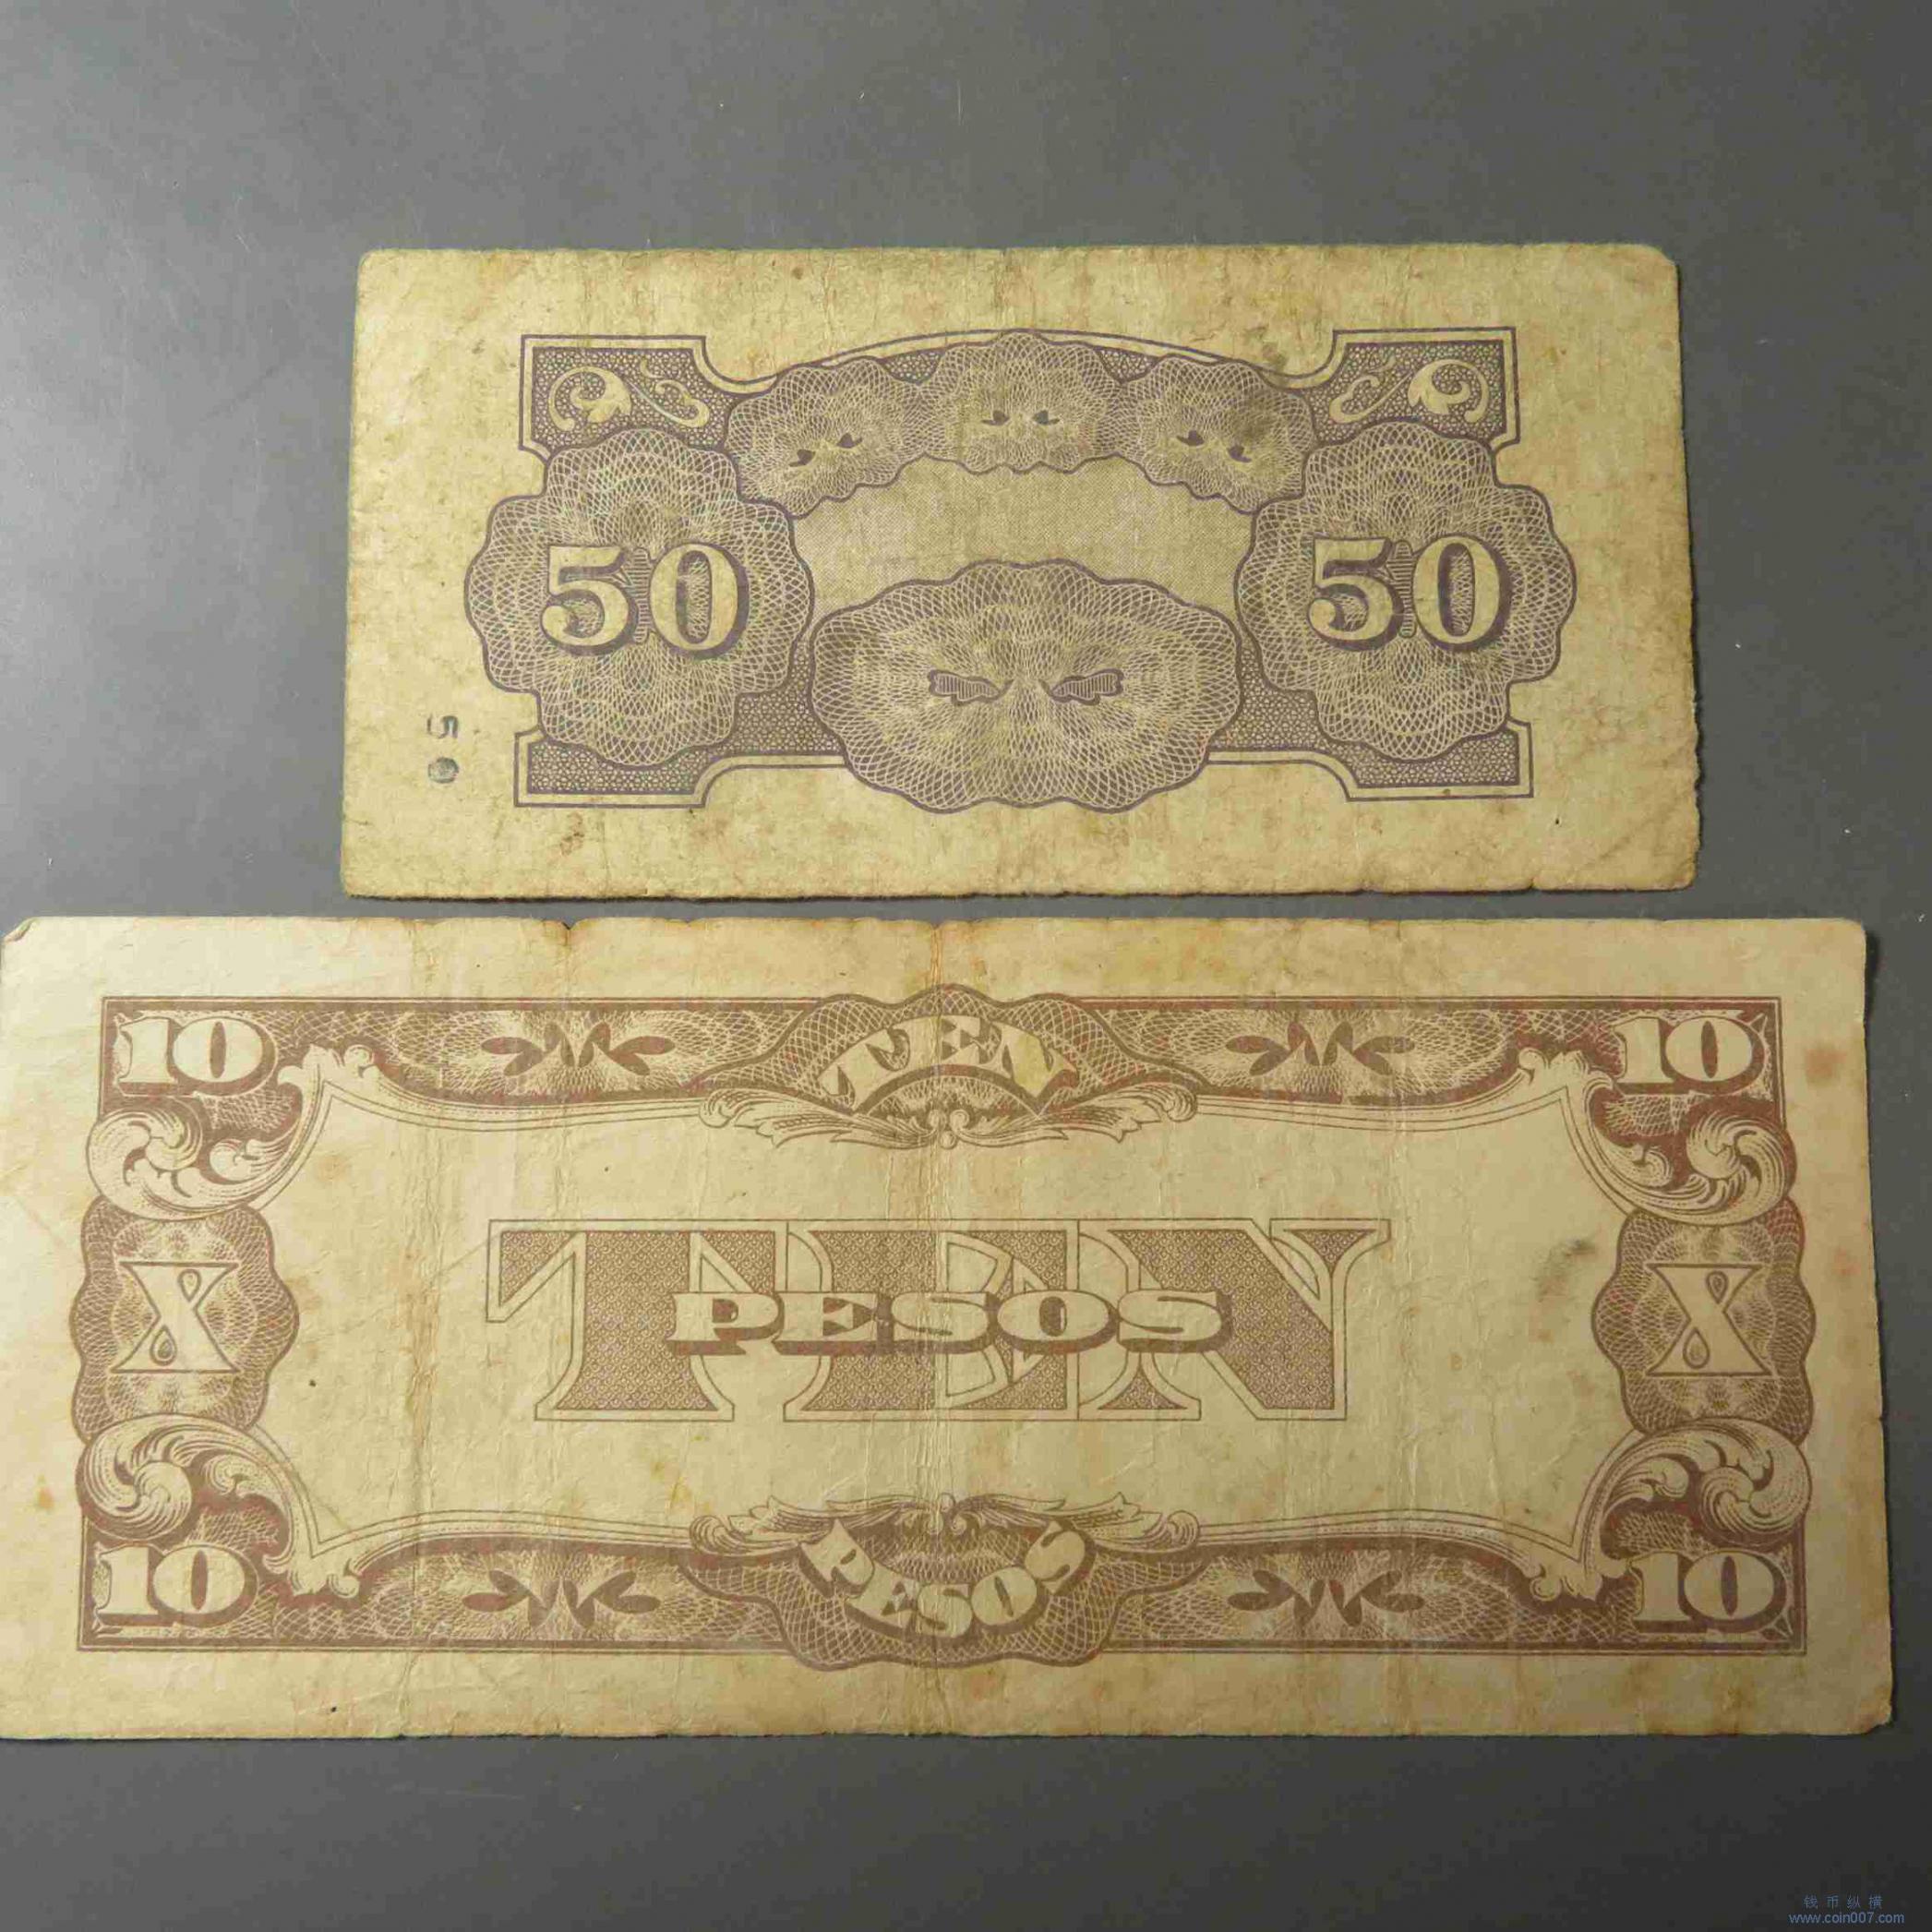 50 50
50
10 TEN 10
X TEN X
PESOS
10 PESOS 10
钱币纵横
www.coin007.com